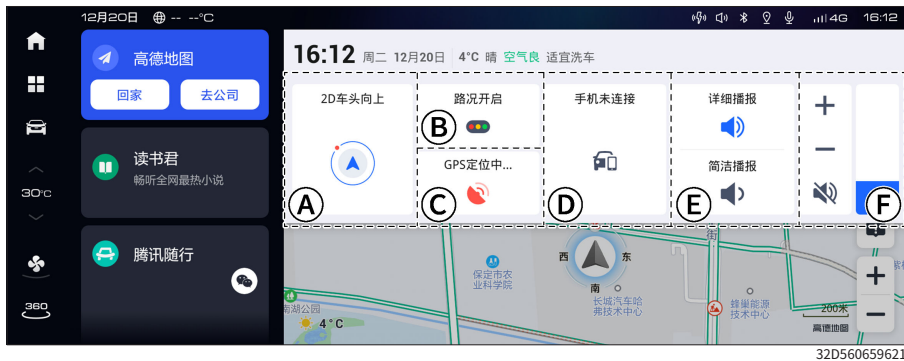 12月20日 -- --°C
4G 16:12
高德地图
回家 去公司
读书君
畅听全网最热小说
腾讯随行
30°C
360
16:12 周二 12月20日 4°C 晴 空气良 适宜洗车
2D车头向上
路况开启
手机未连接
详细播报
GPS定位中...
简洁播报
A
B
C
D
E
F
街
西 东
南
保定市农
业科学院
南湖公园
长城汽车哈
弗技术中心
蜂巢能源
技术中心
4°C
200米
高德地图
32D560659621